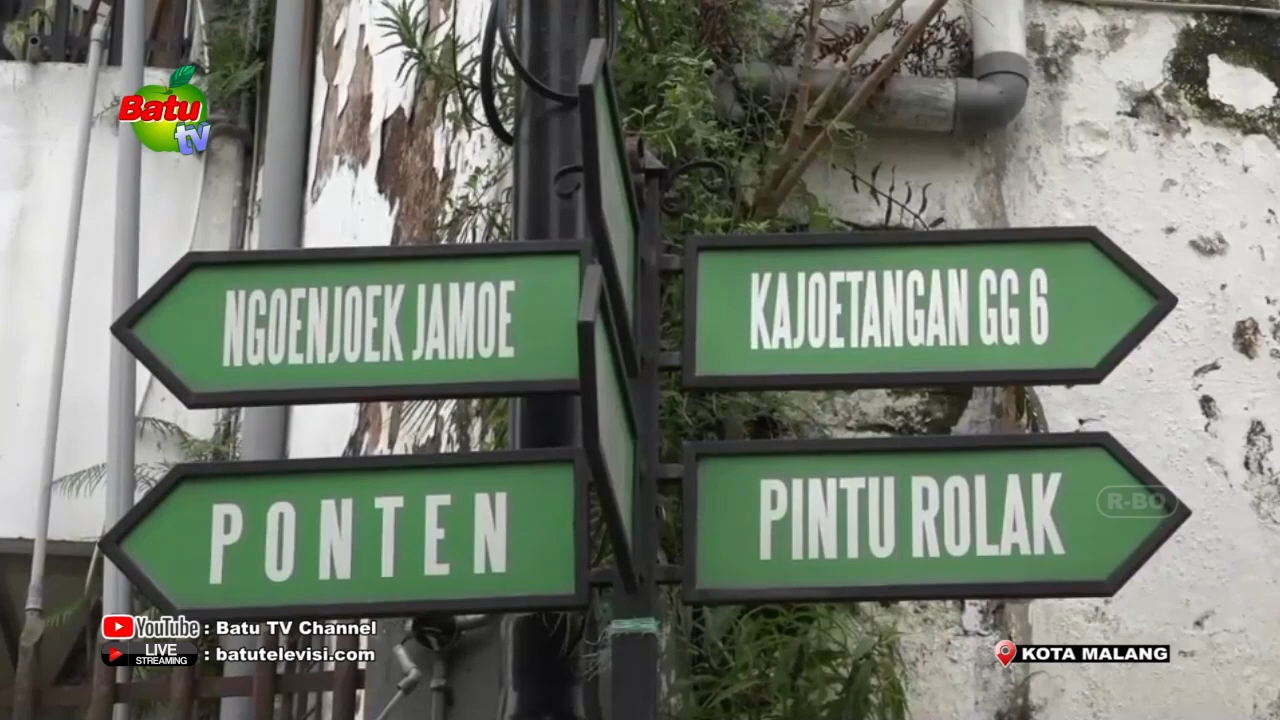 Batu
tv
NGOENJOEK JAMOE
KAJOETANGAN GG 6
PONTEN
PINTU ROLAK
R-BO
YouTube : Batu TV Channel
LIVE STREAMING : batutelevisi.com
KOTA MALANG